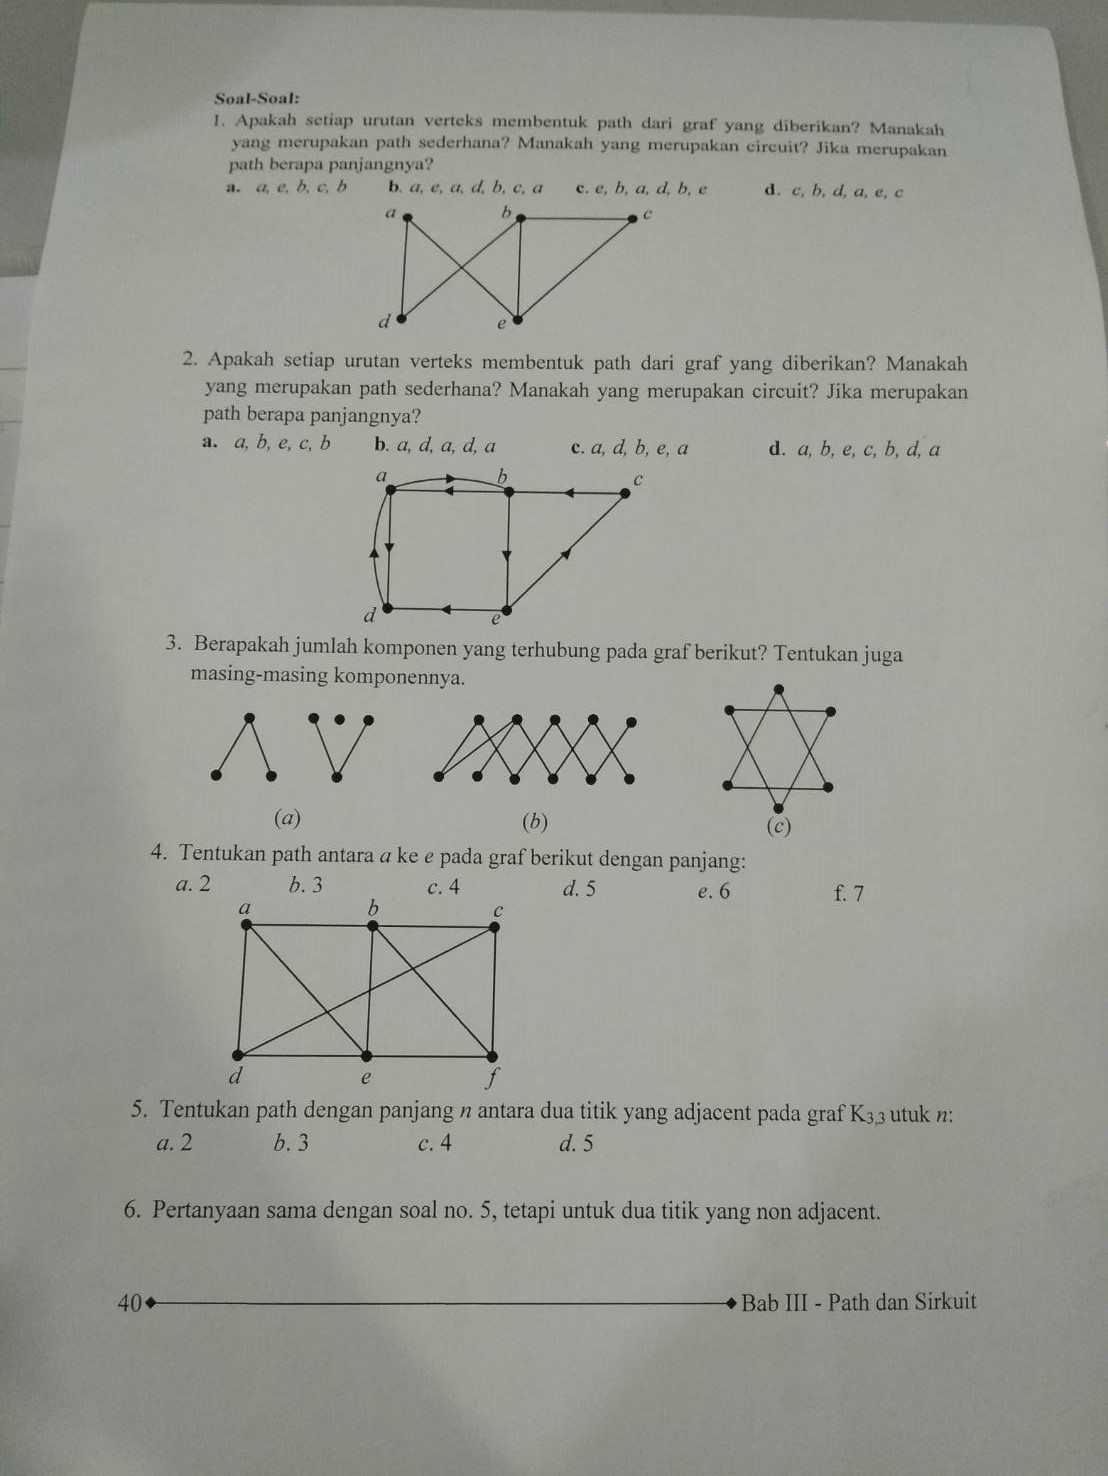 Soal-Soal:
1. Apakah setiap urutan verteks membentuk path dari graf yang diberikan? Manakah
yang merupakan path sederhana? Manakah yang merupakan circuit? Jika merupakan
path berapa panjangnya?
a. a, e, b, c, b b. a, e, a, d, b, c, a c. e, b, a, d, b, e d. c, b, d, a, e, c
a b c
d e
2. Apakah setiap urutan verteks membentuk path dari graf yang diberikan? Manakah
yang merupakan path sederhana? Manakah yang merupakan circuit? Jika merupakan
path berapa panjangnya?
a. a, b, e, c, b b. a, d, a, d, a c. a, d, b, e, a d. a, b, e, c, b, d, a
a b c
d e
3. Berapakah jumlah komponen yang terhubung pada graf berikut? Tentukan juga
masing-masing komponennya.
(a) (b) (c)
4. Tentukan path antara a ke e pada graf berikut dengan panjang:
a. 2 b. 3 c. 4 d. 5 e. 6 f. 7
a b c
d e f
5. Tentukan path dengan panjang n antara dua titik yang adjacent pada graf K3,3 utuk n:
a. 2 b. 3 c. 4 d. 5
6. Pertanyaan sama dengan soal no. 5, tetapi untuk dua titik yang non adjacent.
40 Bab III - Path dan Sirkuit